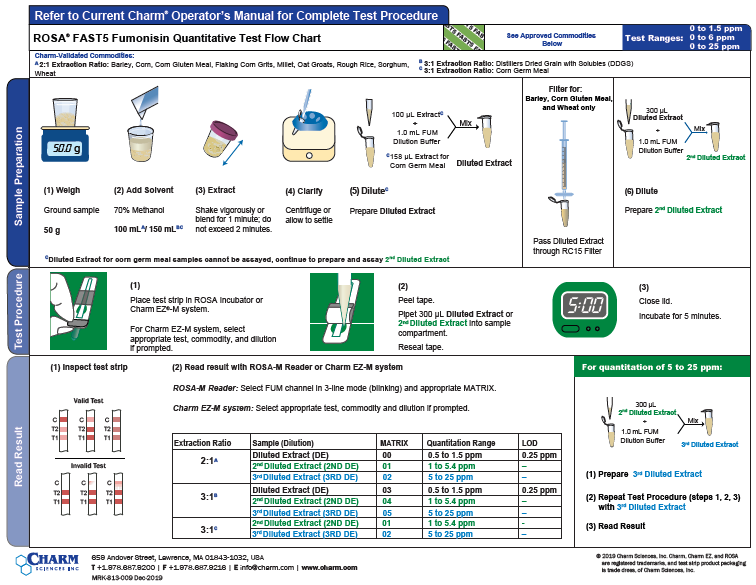 Refer to Current Charm® Operator's Manual for Complete Test Procedure
ROSA® FAST5 Fumonisin Quantitative Test Flow Chart
FAST5 FAST5 FAST5
See Approved Commodities
Below
Test Ranges:
0 to 1.5 ppm
0 to 6 ppm
0 to 25 ppm
Charm-Validated Commodities:
A 2:1 Extraction Ratio: Barley, Corn, Corn Gluten Meal, Flaking Corn Grits, Millet, Oat Groats, Rough Rice, Sorghum,
Wheat
B 3:1 Extraction Ratio: Distillers Dried Grain with Solubles (DDGS)
C 3:1 Extraction Ratio: Corn Germ Meal
Sample Preparation
50.0 g
(1) Weigh
Ground sample
50 g
(2) Add Solvent
70% Methanol
100 mLA/ 150 mLBC
(3) Extract
Shake vigorously or
blend for 1 minute; do
not exceed 2 minutes.
(4) Clarify
Centrifuge or
allow to settle
100 µL ExtractC
+
1.0 mL FUM
Dilution Buffer
C158 µL Extract for
Corn Germ Meal
Mix
Diluted Extract
(5) DiluteC
Prepare Diluted Extract
CDiluted Extract for corn germ meal samples cannot be assayed, continue to prepare and assay 2nd Diluted Extract
Filter for:
Barley, Corn Gluten Meal,
and Wheat only
Pass Diluted Extract
through RC15 Filter
300 µL
Diluted Extract
+
1.0 mL FUM
Dilution Buffer
Mix
2nd Diluted Extract
(6) Dilute
Prepare 2nd Diluted Extract
Test Procedure
(1)
Place test strip in ROSA Incubator or
Charm EZ®-M system.
For Charm EZ-M system, select
appropriate test, commodity, and dilution
if prompted.
(2)
Peel tape.
Pipet 300 µL Diluted Extract or
2nd Diluted Extract into sample
compartment.
Reseal tape.
5:00
(3)
Close lid.
Incubate for 5 minutes.
Read Result
(1) Inspect test strip
Valid Test
C C C
T2 T2 T2
T1 T1 T1
Invalid Test
C C C
T2 T2 T2
T1 T1 T1
(2) Read result with ROSA-M Reader or Charm EZ-M system
ROSA-M Reader: Select FUM channel in 3-line mode (blinking) and appropriate MATRIX.
Charm EZ-M system: Select appropriate test, commodity and dilution if prompted.
Extraction Ratio Sample (Dilution) MATRIX Quantitation Range LOD
2:1A Diluted Extract (DE) 00 0.5 to 1.5 ppm 0.25 ppm
2nd Diluted Extract (2ND DE) 01 1 to 5.4 ppm –
3rd Diluted Extract (3RD DE) 02 5 to 25 ppm –
3:1B Diluted Extract (DE) 03 0.5 to 1.5 ppm 0.25 ppm
2nd Diluted Extract (2ND DE) 04 1 to 5.4 ppm –
3rd Diluted Extract (3RD DE) 05 5 to 25 ppm –
3:1C 2nd Diluted Extract (2ND DE) 01 1 to 5.4 ppm -
3rd Diluted Extract (3RD DE) 02 5 to 25 ppm –
For quantitation of 5 to 25 ppm:
300 µL
2nd Diluted Extract
+
1.0 mL FUM
Dilution Buffer
Mix
3rd Diluted Extract
(1) Prepare 3rd Diluted Extract
(2) Repeat Test Procedure (steps 1, 2, 3)
with 3rd Diluted Extract
(3) Read Result
CHARM
SCIENCES INC
659 Andover Street, Lawrence, MA 01843-1032, USA
T +1.978.687.9200 | F +1.978.687.9216 | E info@charm.com | www.charm.com
MRK-813-009 Dec-2019
© 2019 Charm Sciences, Inc. Charm, Charm EZ, and ROSA
are registered trademarks, and test strip product packaging
is trade dress, of Charm Sciences, Inc.